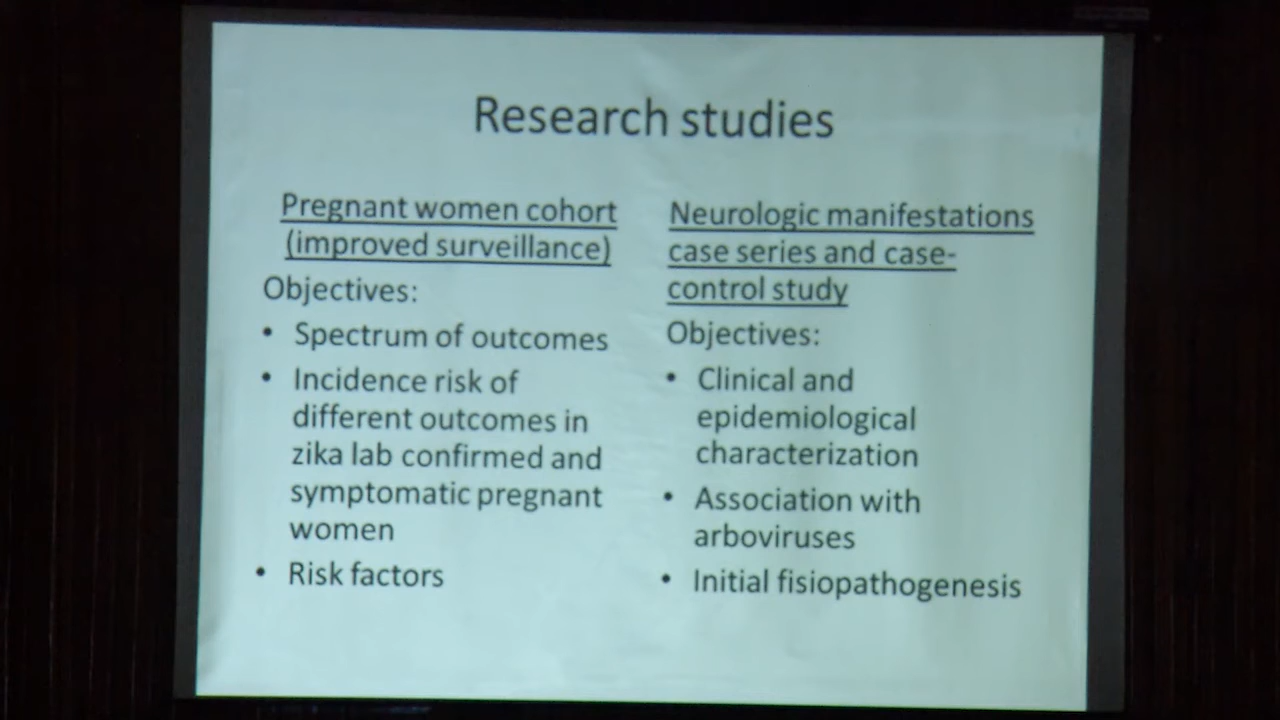 Research studies
Pregnant women cohort
(improved surveillance)
Objectives:
• Spectrum of outcomes
• Incidence risk of
different outcomes in
zika lab confirmed and
symptomatic pregnant
women
• Risk factors
Neurologic manifestations
case series and case-
control study
Objectives:
• Clinical and
epidemiological
characterization
• Association with
arboviruses
• Initial fisiopathogenesis